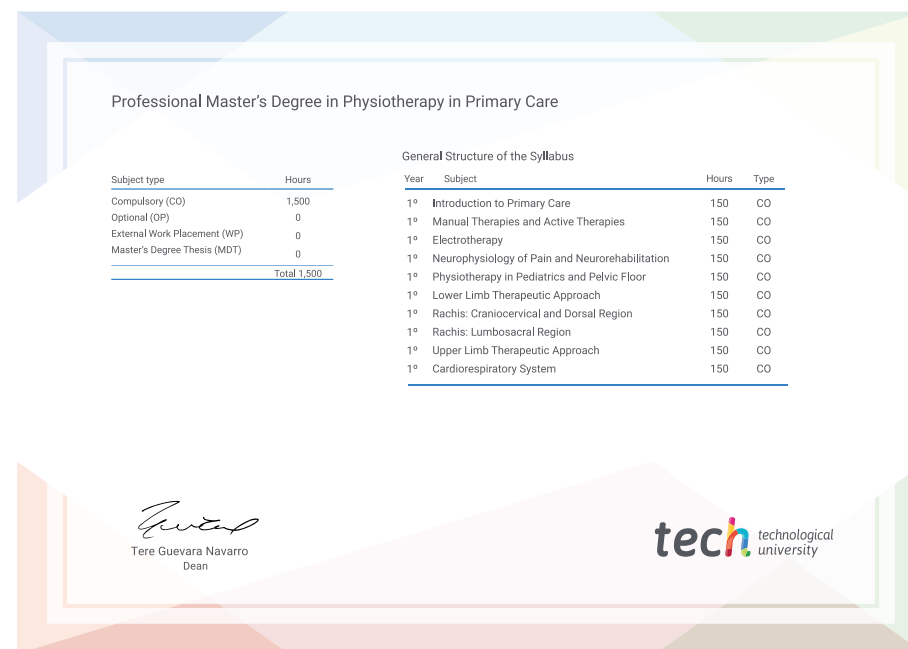 Professional Master's Degree in Physiotherapy in Primary Care
Subject type Hours
Compulsory (CO) 1,500
Optional (OP) 0
External Work Placement (WP) 0
Master's Degree Thesis (MDT) 0
Total 1,500
General Structure of the Syllabus
Year Subject Hours Type
1º Introduction to Primary Care 150 CO
1º Manual Therapies and Active Therapies 150 CO
1º Electrotherapy 150 CO
1º Neurophysiology of Pain and Neurorehabilitation 150 CO
1º Physiotherapy in Pediatrics and Pelvic Floor 150 CO
1º Lower Limb Therapeutic Approach 150 CO
1º Rachis: Craniocervical and Dorsal Region 150 CO
1º Rachis: Lumbosacral Region 150 CO
1º Upper Limb Therapeutic Approach 150 CO
1º Cardiorespiratory System 150 CO
Tere Guevara Navarro
Dean
tech technological
university